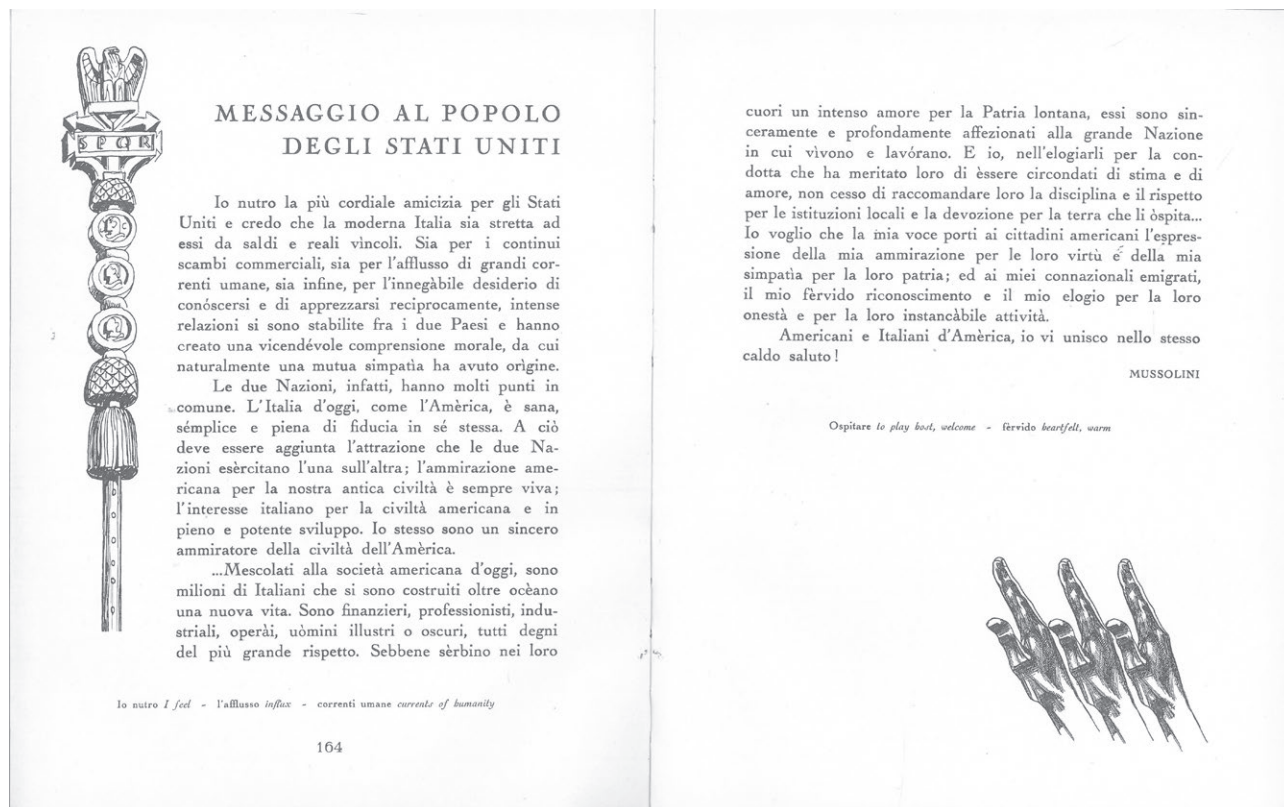 SPQR
MESSAGGIO AL POPOLO
DEGLI STATI UNITI
Io nutro la più cordiale amicizia per gli Stati
Uniti e credo che la moderna Italia sia stretta ad
essi da saldi e reali vìncoli. Sia per i continui
scambi commerciali, sia per l'afflusso di grandi cor-
renti umane, sia infine, per l'innegàbile desiderio di
conóscersi e di apprezzarsi reciprocamente, intense
relazioni si sono stabilite fra i due Paesi e hanno
creato una vicendévole comprensione morale, da cui
naturalmente una mutua simpatìa ha avuto orìgine.
Le due Nazioni, infatti, hanno molti punti in
comune. L'Italia d'oggi, come l'Amèrica, è sana,
sémplice e piena di fiducia in sé stessa. A ciò
deve essere aggiunta l'attrazione che le due Na-
zioni esèrcitano l'una sull'altra; l'ammirazione ame-
ricana per la nostra antica civiltà è sempre viva;
l'interesse italiano per la civiltà americana e in
pieno e potente sviluppo. Io stesso sono un sincero
ammiratore della civiltà dell'Amèrica.
...Mescolati alla società americana d'oggi, sono
milioni di Italiani che si sono costruiti oltre ocèano
una nuova vita. Sono finanzieri, professionisti, indu-
striali, operài, uòmini illustri o oscuri, tutti degni
del più grande rispetto. Sebbene sèrbino nei loro
Io nutro I feel - l'afflusso influx - correnti umane currents of humanity
164
cuori un intenso amore per la Patria lontana, essi sono sin-
ceramente e profondamente affezionati alla grande Nazione
in cui vìvono e lavórano. E io, nell'elogiarli per la con-
dotta che ha meritato loro di èssere circondati di stima e di
amore, non cesso di raccomandare loro la disciplina e il rispetto
per le istituzioni locali e la devozione per la terra che li òspita...
Io voglio che la mia voce porti ai cittadini americani l'espres-
sione della mia ammirazione per le loro virtù e della mia
simpatìa per la loro patria; ed ai miei connazionali emigrati,
il mio fèrvido riconoscimento e il mio elogio per la loro
onestà e per la loro instancàbile attività.
Americani e Italiani d'Amèrica, io vi unisco nello stesso
caldo saluto!
MUSSOLINI
Ospitare to play host, welcome - fèrvido heartfelt, warm